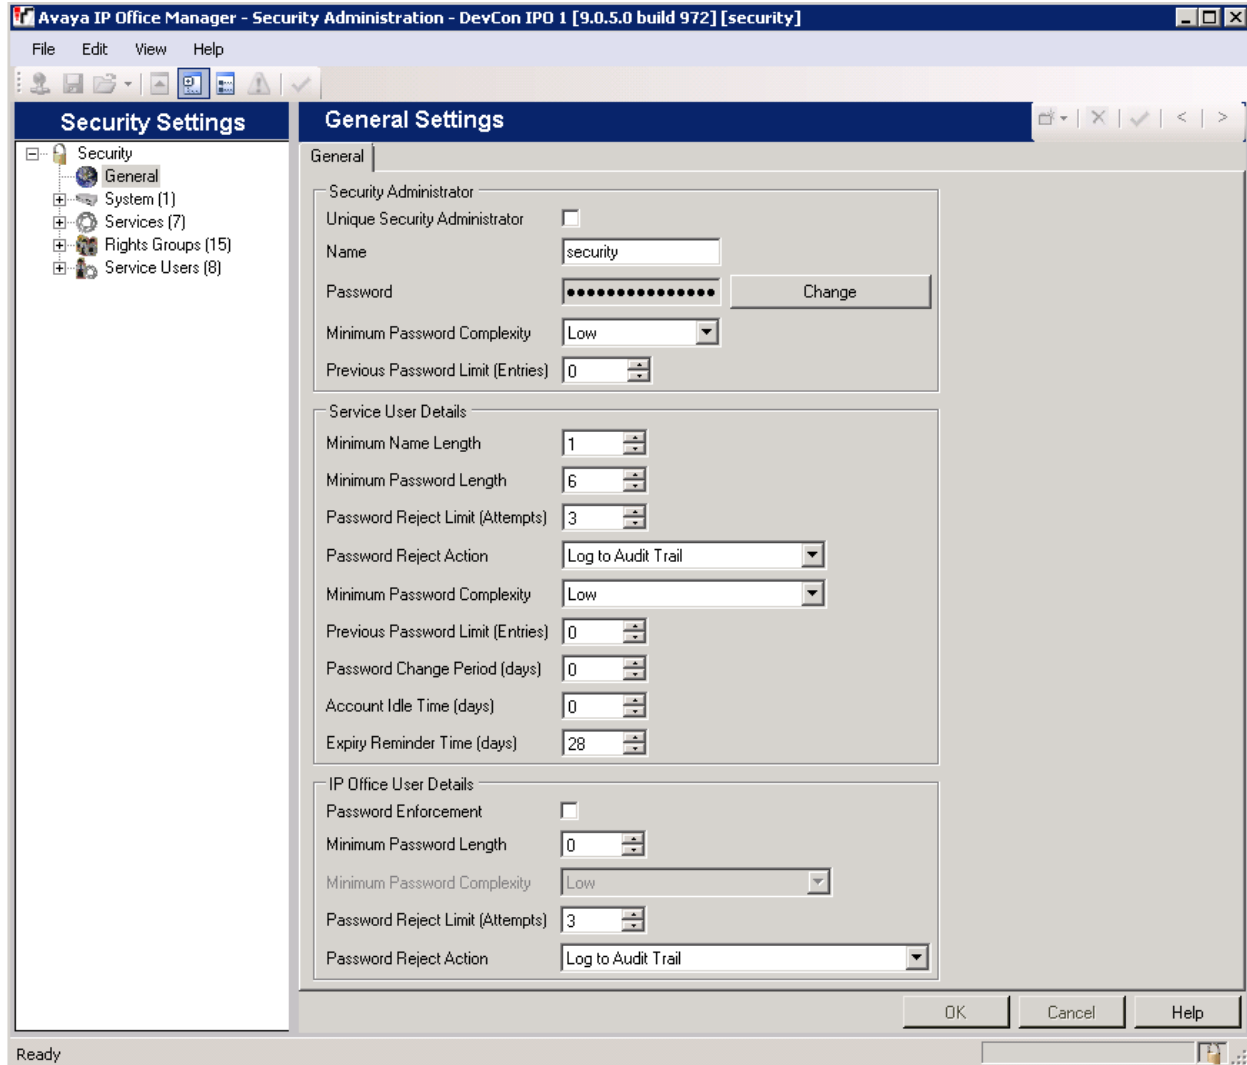 Avaya IP Office Manager - Security Administration - DevCon IPO 1 [9.0.5.0 build 972] [security]
File Edit View Help
Security Settings
Security
General
System (1)
Services (7)
Rights Groups (15)
Service Users (8)
General Settings
< | >
General
Security Administrator
Unique Security Administrator
Name security
Password ●●●●●●●●●●●●●●● Change
Minimum Password Complexity Low
Previous Password Limit (Entries) 0
Service User Details
Minimum Name Length 1
Minimum Password Length 6
Password Reject Limit (Attempts) 3
Password Reject Action Log to Audit Trail
Minimum Password Complexity Low
Previous Password Limit (Entries) 0
Password Change Period (days) 0
Account Idle Time (days) 0
Expiry Reminder Time (days) 28
IP Office User Details
Password Enforcement
Minimum Password Length 0
Minimum Password Complexity Low
Password Reject Limit (Attempts) 3
Password Reject Action Log to Audit Trail
OK Cancel Help
Ready